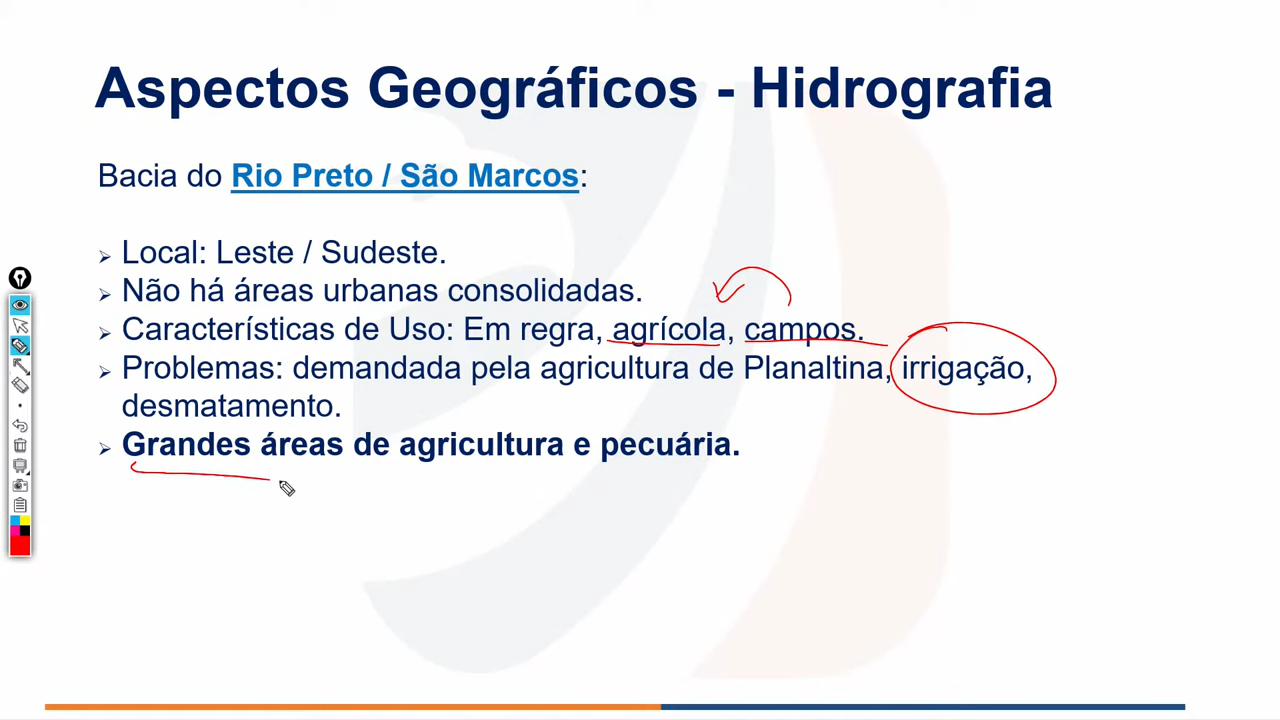 Aspectos Geográficos - Hidrografia
Bacia do Rio Preto / São Marcos:
Local: Leste / Sudeste.
Não há áreas urbanas consolidadas.
Características de Uso: Em regra, agrícola, campos.
Problemas: demandada pela agricultura de Planaltina, irrigação,
desmatamento.
Grandes áreas de agricultura e pecuária.